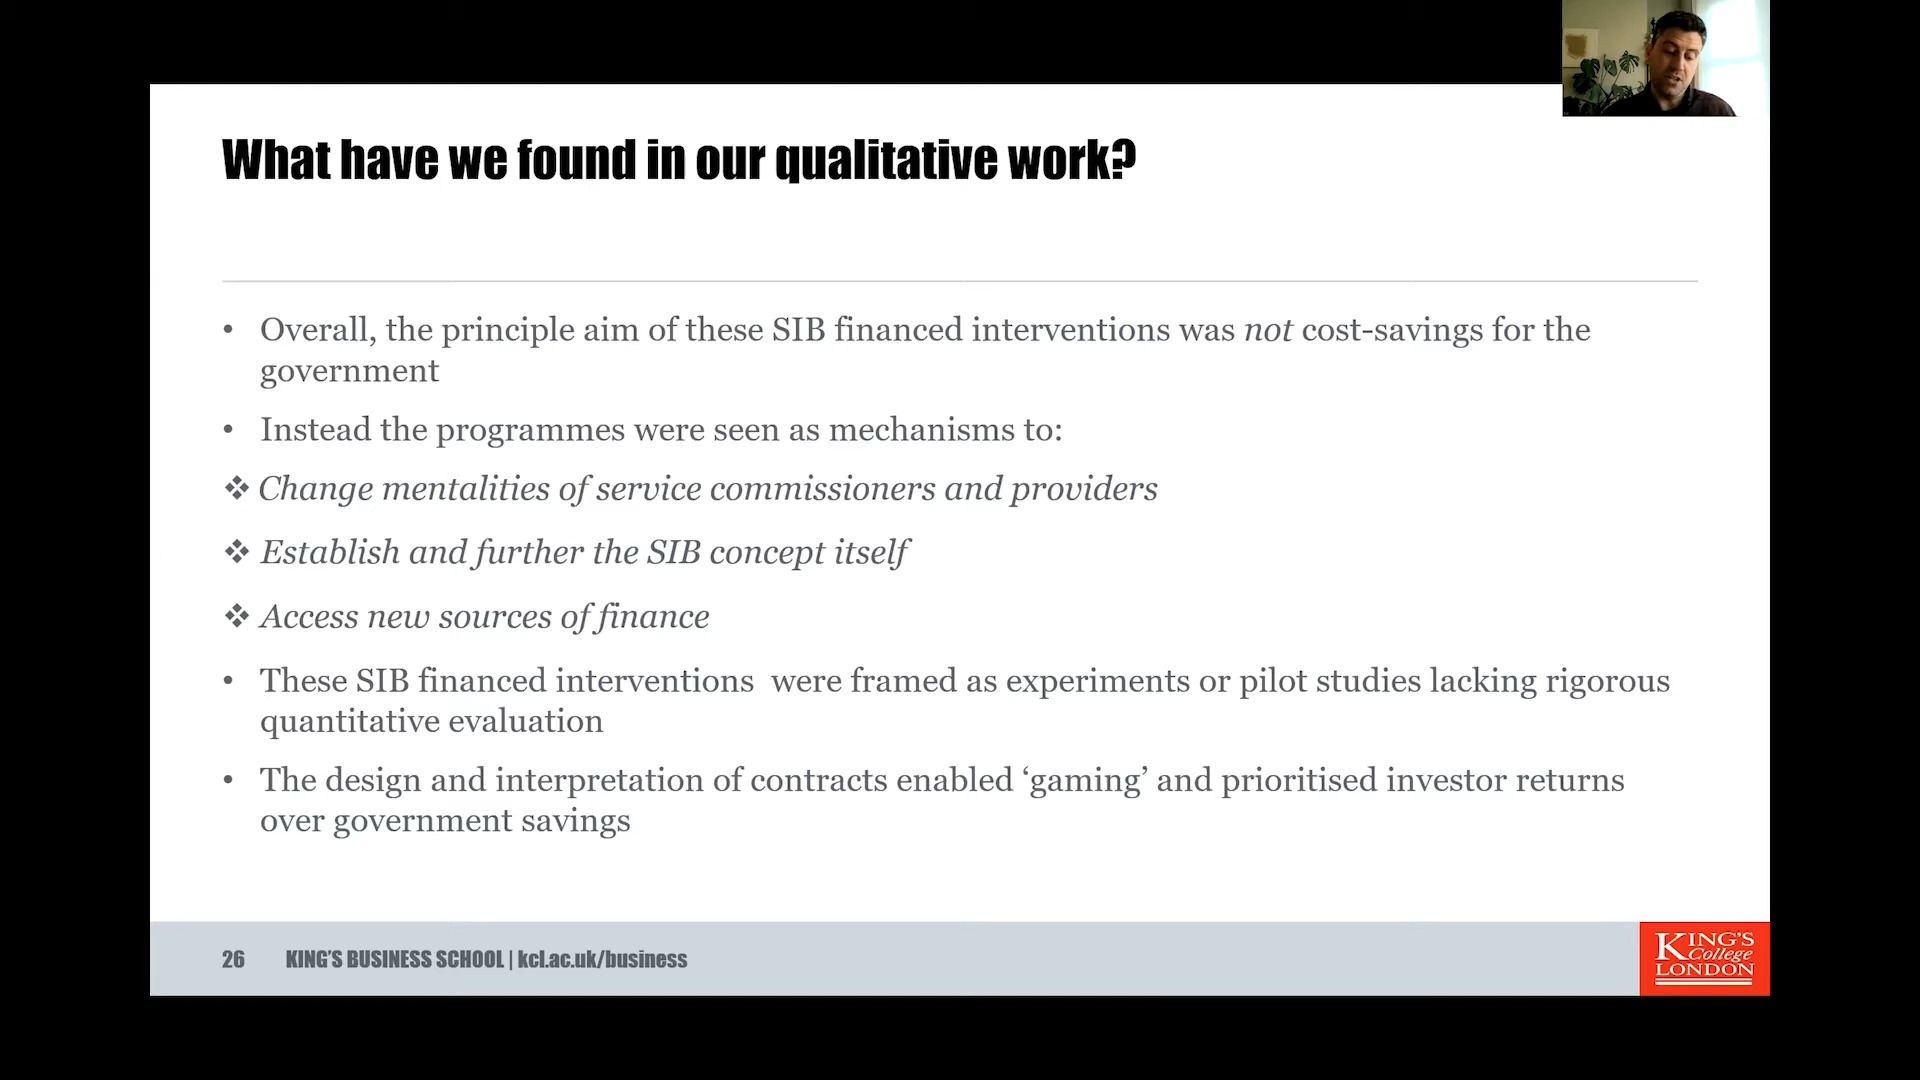 What have we found in our qualitative work?
• Overall, the principle aim of these SIB financed interventions was not cost-savings for the
government
• Instead the programmes were seen as mechanisms to:
❖ Change mentalities of service commissioners and providers
❖ Establish and further the SIB concept itself
❖ Access new sources of finance
• These SIB financed interventions  were framed as experiments or pilot studies lacking rigorous
quantitative evaluation
• The design and interpretation of contracts enabled ‘gaming’ and prioritised investor returns
over government savings
26 KING'S BUSINESS SCHOOL | kcl.ac.uk/business
KING'S
College
LONDON